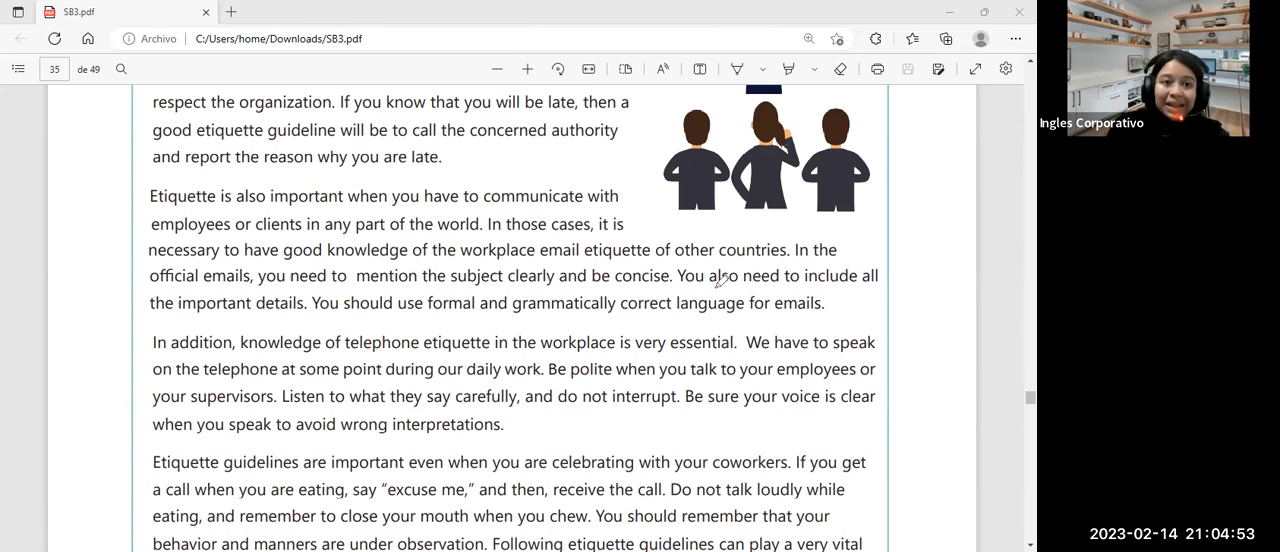 SB3.pdf
Archivo
C:/Users/home/Downloads/SB3.pdf
35 de 49
respect the organization. If you know that you will be late, then a
good etiquette guideline will be to call the concerned authority
and report the reason why you are late.
Etiquette is also important when you have to communicate with
employees or clients in any part of the world. In those cases, it is
necessary to have good knowledge of the workplace email etiquette of other countries. In the
official emails, you need to mention the subject clearly and be concise. You also need to include all
the important details. You should use formal and grammatically correct language for emails.
In addition, knowledge of telephone etiquette in the workplace is very essential. We have to speak
on the telephone at some point during our daily work. Be polite when you talk to your employees or
your supervisors. Listen to what they say carefully, and do not interrupt. Be sure your voice is clear
when you speak to avoid wrong interpretations.
Etiquette guidelines are important even when you are celebrating with your coworkers. If you get
a call when you are eating, say “excuse me,” and then, receive the call. Do not talk loudly while
eating, and remember to close your mouth when you chew. You should remember that your
behavior and manners are under observation. Following etiquette guidelines can play a very vital
Ingles Corporativo
2023-02-14 21:04:53